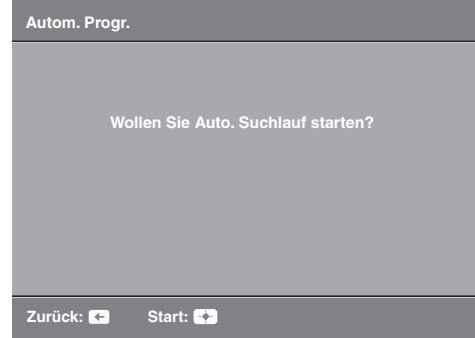 Autom. Progr.
Wollen Sie Auto. Suchlauf starten?
Zurück: Start: